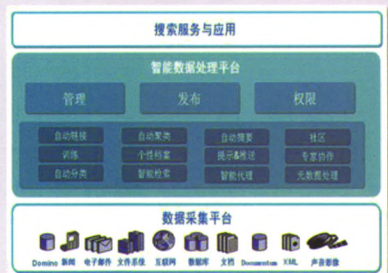 搜索服务与应用
智能数据处理平台
管理 发布 权限
自动链接 自动聚类 自动摘要 社区
训练 个性档案 提示&推送 专家协作
自动分类 智能检索 智能代理 元数据处理
数据采集平台
Domino 新闻 电子邮件 文件系统 互联网 数据库 文档 Documentum XML 声音影像